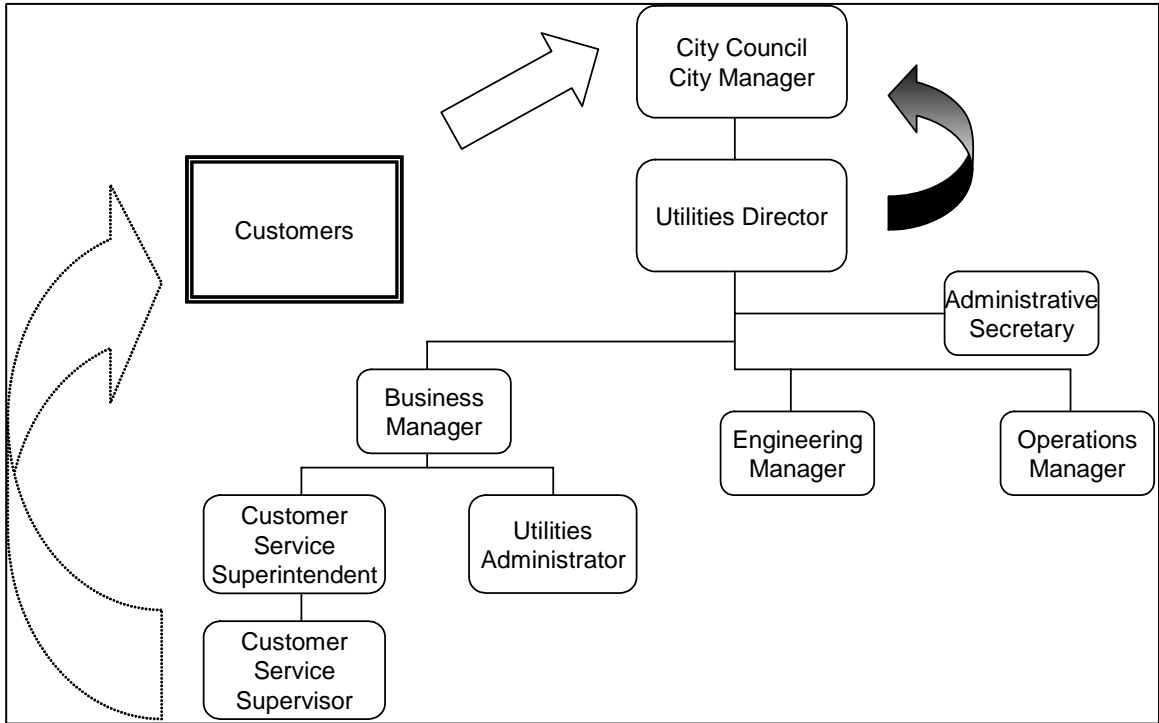 City Council
City Manager
Customers
Utilities Director
Administrative
Secretary
Business
Manager
Engineering
Manager
Operations
Manager
Customer
Service
Superintendent
Utilities
Administrator
Customer
Service
Supervisor